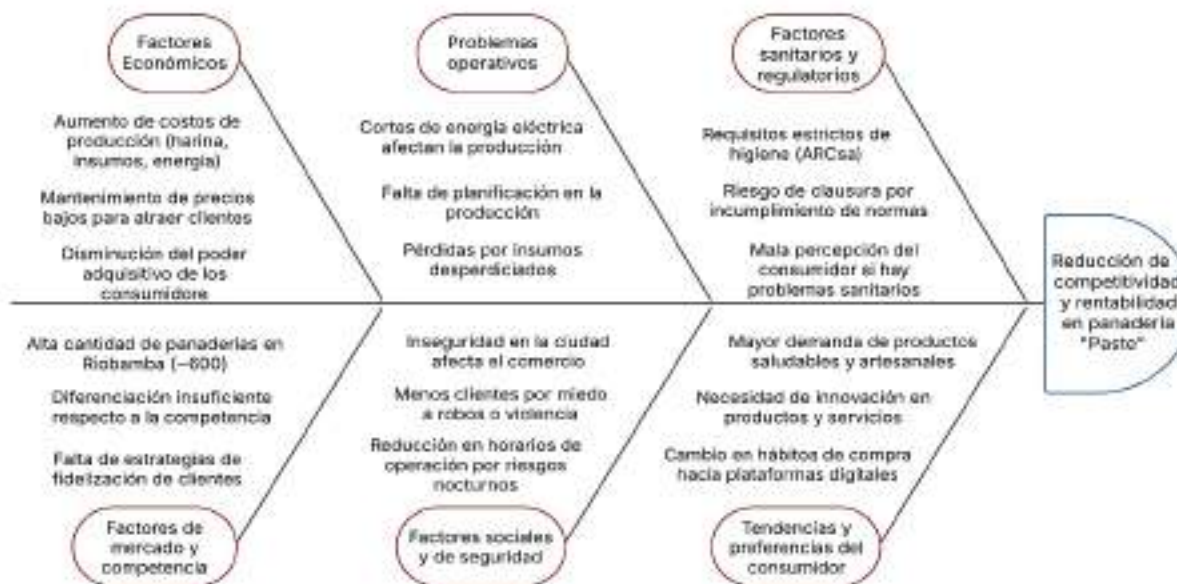 Factores
Económicos
Aumento de costos de
producción (harina,
insumos, energía)
Mantenimiento de precios
bajos para atraer clientes
Disminución del poder
adquisitivo de los
consumidore
Problemas
operativos
Cortes de energía eléctrica
afectan la producción
Falta de planificación en la
producción
Pérdidas por insumos
desperdiciados
Factores
sanitarios y
regulatorios
Requisitos estrictos de
higiene (ARCsa)
Riesgo de clausura por
incumplimiento de normas
Mala percepción del
consumidor si hay
problemas sanitarios
Reducción de
competitividad
y rentabilidad
en panadería
"Paste"
Alta cantidad de panaderías en
Riobamba (~600)
Diferenciación insuficiente
respecto a la competencia
Falta de estrategias de
fidelización de clientes
Factores de
mercado y
competencia
Inseguridad en la ciudad
afecta el comercio
Menos clientes por miedo
a robos o violencia
Reducción en horarios de
operación por riesgos
nocturnos
Factores sociales
y de seguridad
Mayor demanda de productos
saludables y artesanales
Necesidad de innovación en
productos y servicios
Cambio en hábitos de compra
hacia plataformas digitales
Tendencias y
preferencias del
consumidor